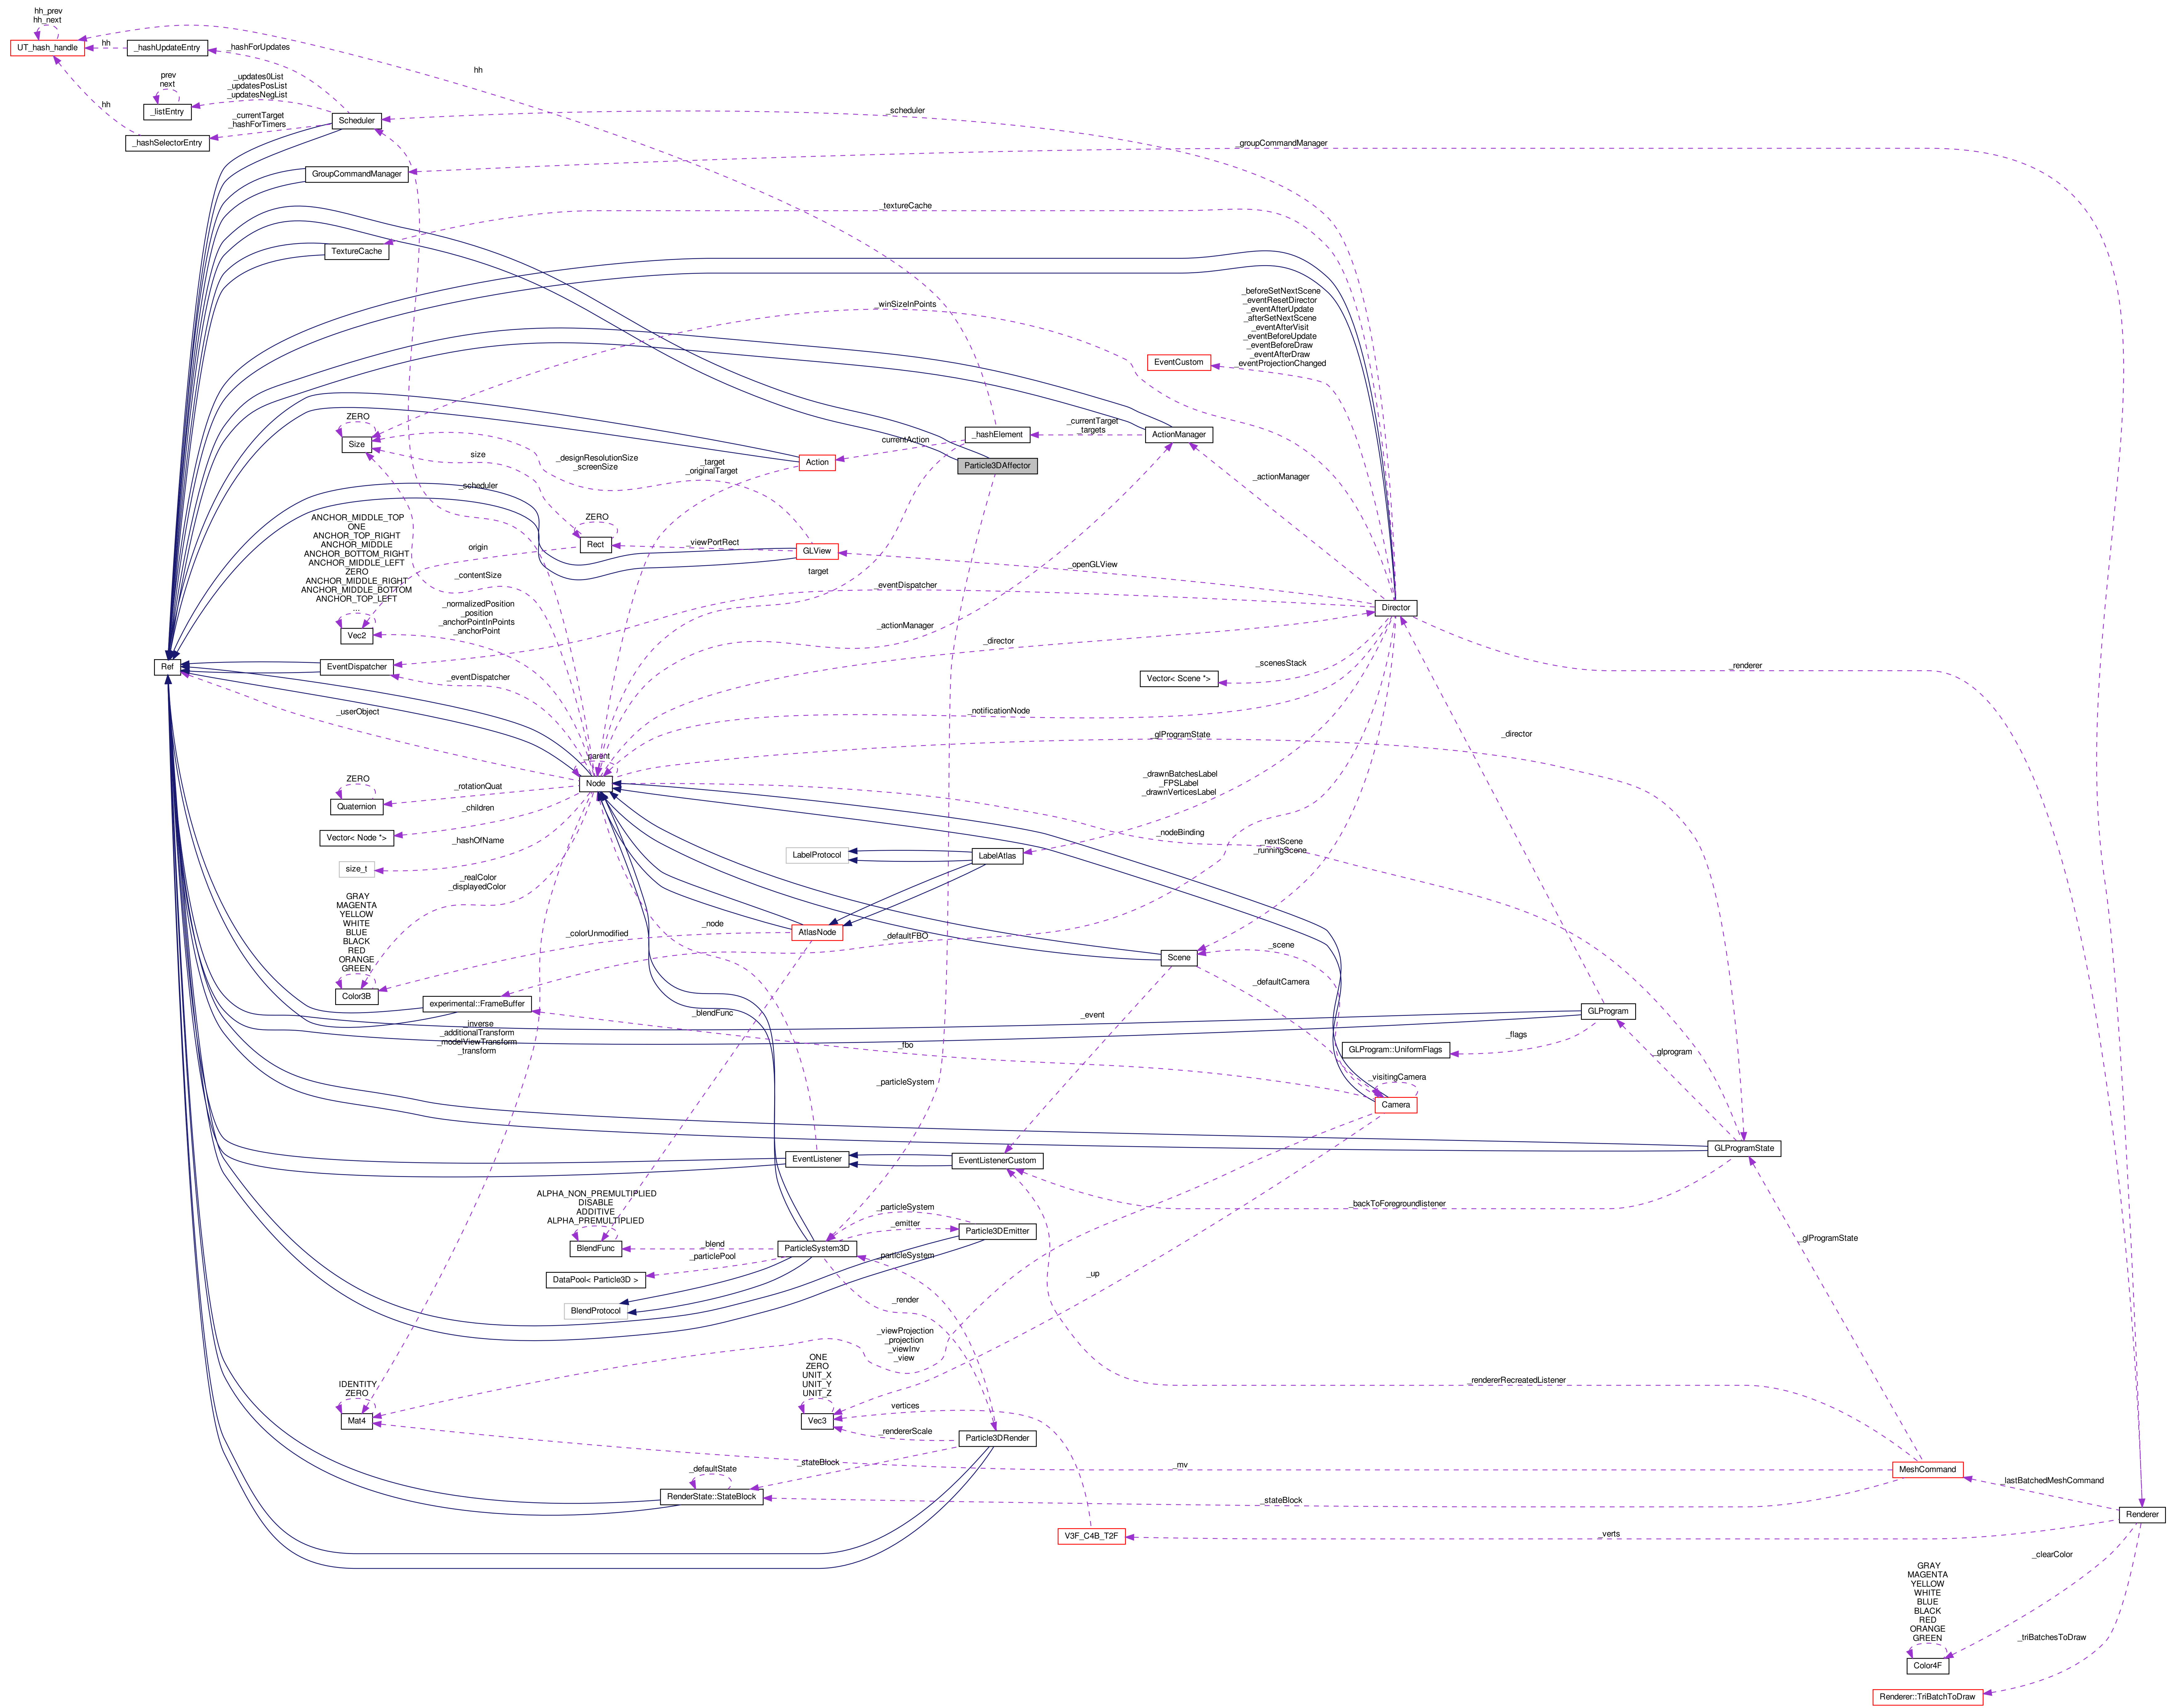 hh_prev
hh_next
UT_hash_handle
hh
_hashUpdateEntry
_hashForUpdates
hh
prev
next
_listEntry
_updates0List
_updatesPosList
_updatesNegList
_hashSelectorEntry
_currentTarget
_hashForTimers
hh
Scheduler
_scheduler
GroupCommandManager
_groupCommandManager
TextureCache
_textureCache
_winSizeInPoints
_beforeSetNextScene
_eventResetDirector
_eventAfterUpdate
_afterSetNextScene
_eventAfterVisit
_eventBeforeUpdate
_eventBeforeDraw
_eventAfterDraw
_eventProjectionChanged
EventCustom
ZERO
Size
size
_designResolutionSize
_screenSize
_target
_originalTarget
currentAction
Action
_hashElement
_currentTarget
_targets
ActionManager
Particle3DAffector
_actionManager
_scheduler
ZERO
Rect
_viewPortRect
GLView
_openGLView
origin
_contentSize
target
ANCHOR_MIDDLE_TOP
ONE
ANCHOR_TOP_RIGHT
ANCHOR_MIDDLE
ANCHOR_BOTTOM_RIGHT
ANCHOR_MIDDLE_LEFT
ZERO
ANCHOR_MIDDLE_RIGHT
ANCHOR_MIDDLE_BOTTOM
ANCHOR_TOP_LEFT
...
Vec2
_normalizedPosition
_position
_anchorPointInPoints
_anchorPoint
_eventDispatcher
_actionManager
_director
Director
Ref
EventDispatcher
_eventDispatcher
_userObject
_scenesStack
Vector< Scene *>
_renderer
_notificationNode
_glProgramState
_director
_parent
Node
ZERO
Quaternion
_rotationQuat
Vector< Node *>
_children
size_t
_hashOfName
_realColor
_displayedColor
_drawnBatchesLabel
_FPSLabel
_drawnVerticesLabel
_nodeBinding
_nextScene
_runningScene
LabelProtocol
LabelAtlas
GRAY
MAGENTA
YELLOW
WHITE
BLUE
BLACK
RED
ORANGE
GREEN
Color3B
_colorUnmodified
_node
AtlasNode
_defaultFBO
Scene
_scene
_defaultCamera
experimental::FrameBuffer
_inverse
_additionalTransform
_modelViewTransform
_transform
_blendFunc
_event
_fbo
GLProgram
_flags
GLProgram::UniformFlags
_glprogram
_visitingCamera
Camera
_particleSystem
GLProgramState
EventListener
EventListenerCustom
_backToForegroundlistener
ALPHA_NON_PREMULTIPLIED
DISABLE
ADDITIVE
ALPHA_PREMULTIPLIED
BlendFunc
_blend
_particlePool
ParticleSystem3D
_particleSystem
_emitter
_particleSystem
Particle3DEmitter
_glProgramState
DataPool< Particle3D >
BlendProtocol
_render
_up
_viewProjection
_projection
_viewInv
_view
ONE
ZERO
UNIT_X
UNIT_Y
UNIT_Z
Vec3
IDENTITY
ZERO
Mat4
vertices
_rendererScale
Particle3DRender
_rendererRecreatedListener
_stateBlock
_mv
MeshCommand
_defaultState
RenderState::StateBlock
_stateBlock
_lastBatchedMeshCommand
Renderer
V3F_C4B_T2F
_verts
_clearColor
GRAY
MAGENTA
YELLOW
WHITE
BLUE
BLACK
RED
ORANGE
GREEN
Color4F
_triBatchesToDraw
Renderer::TriBatchToDraw